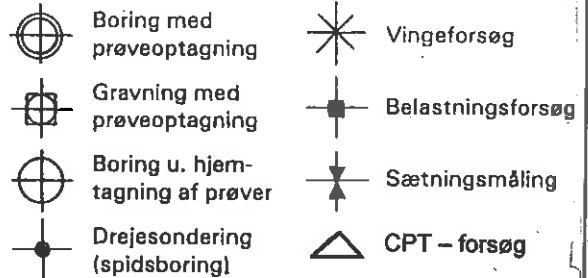 Boring med
prøveoptagning
Gravning med
prøveoptagning
Boring u. hjem-
tagning af prøver
Drejesondering
(spidsboring)
Vingeforsøg
Belastningsforsøg
Sætningsmåling
CPT – forsøg